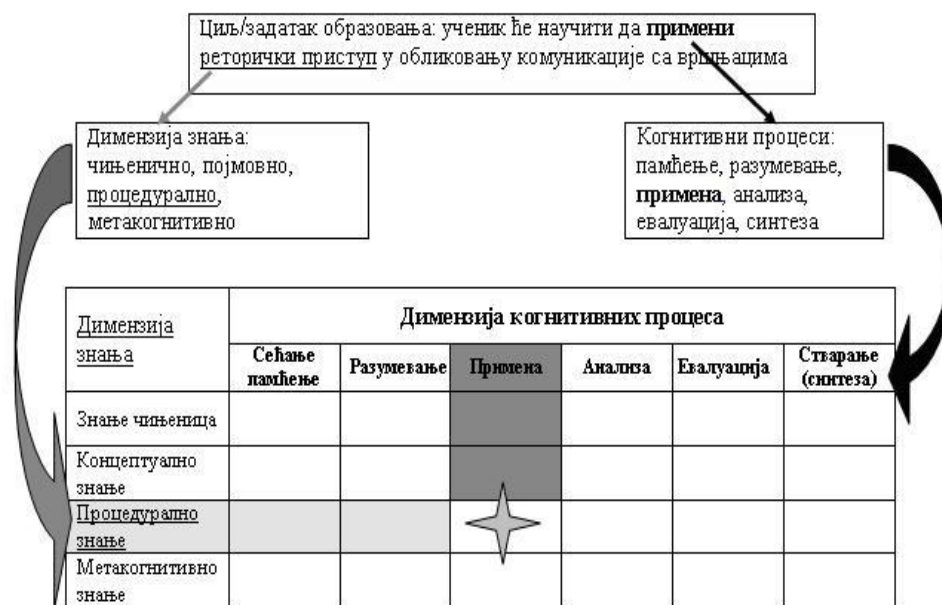 Циљ/задатак образовања: ученик ће научити да примени
реторички приступ у обликовању комуникације са вршњацима
Димензија знања:
чињенично, појмовно,
процедурално,
метакогнитивно
Когнитивни процеси:
памћење, разумевање,
примена, анализа,
евалуација, синтеза
Димензија
знања
Димензија когнитивних процеса
Сећање
памћење
Разумевање
Примена
Анализа
Евалуација
Стварање
(синтеза)
Знање чињеница
Концептуално
знање
Процедурално
знање
Метакогнитивно
знање